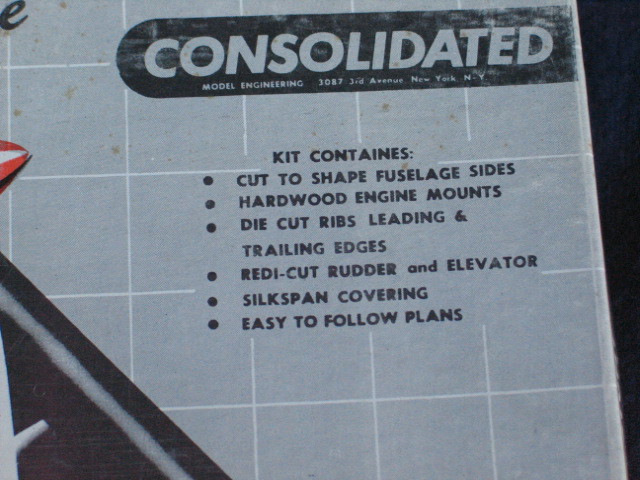 e
CONSOLIDATED
MODEL ENGINEERING 3087 3rd Avenue New York N-Y.
KIT CONTAINES:
● CUT TO SHAPE FUSELAGE SIDES
● HARDWOOD ENGINE MOUNTS
● DIE CUT RIBS LEADING &
TRAILING EDGES
● REDI-CUT RUDDER and ELEVATOR
● SILKSPAN COVERING
● EASY TO FOLLOW PLANS